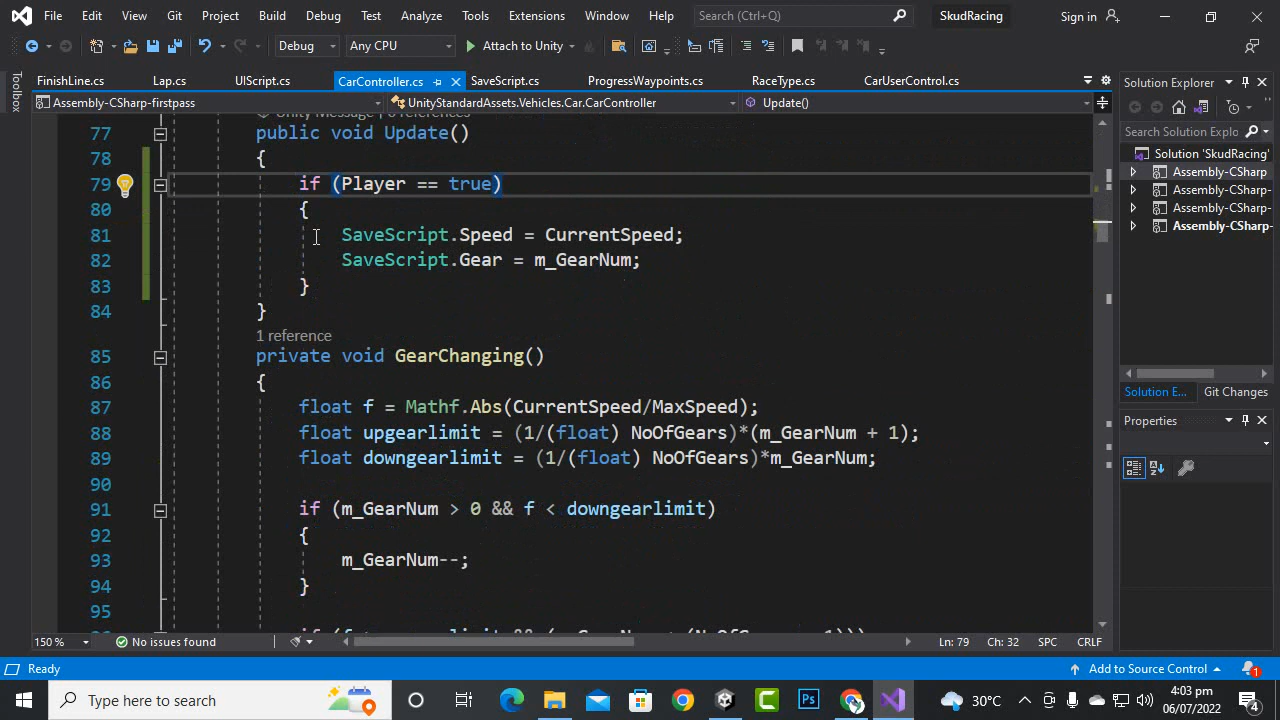 File Edit View Git Project Build Debug Test Analyze Tools Extensions Window Help Search (Ctrl+Q) SkudRacing Sign in
Debug Any CPU Attach to Unity
Toolbox
FinishLine.cs Lap.cs UIScript.cs CarController.cs SaveScript.cs ProgressWaypoints.cs RaceType.cs CarUserControl.cs
Assembly-CSharp-firstpass UnityStandardAssets.Vehicles.Car.CarController Update()
Unity Message | 0 references
77 public void Update()
78 {
79 if (Player == true)
80 {
81 SaveScript.Speed = CurrentSpeed;
82 SaveScript.Gear = m_GearNum;
83 }
84 }
1 reference
85 private void GearChanging()
86 {
87 float f = Mathf.Abs(CurrentSpeed/MaxSpeed);
88 float upgearlimit = (1/(float) NoOfGears)*(m_GearNum + 1);
89 float downgearlimit = (1/(float) NoOfGears)*m_GearNum;
90
91 if (m_GearNum > 0 && f < downgearlimit)
92 {
93 m_GearNum--;
94 }
95
150 % No issues found Ln: 79 Ch: 32 SPC CRLF
Solution Explorer
Search Solution Explo
Solution 'SkudRacing'
Assembly-CSharp
Assembly-CSharp-
Assembly-CSharp-
Assembly-CSharp-
Solution E... Git Changes
Properties
Ready Add to Source Control 1
Type here to search 30°C 4:03 pm
06/07/2022 4